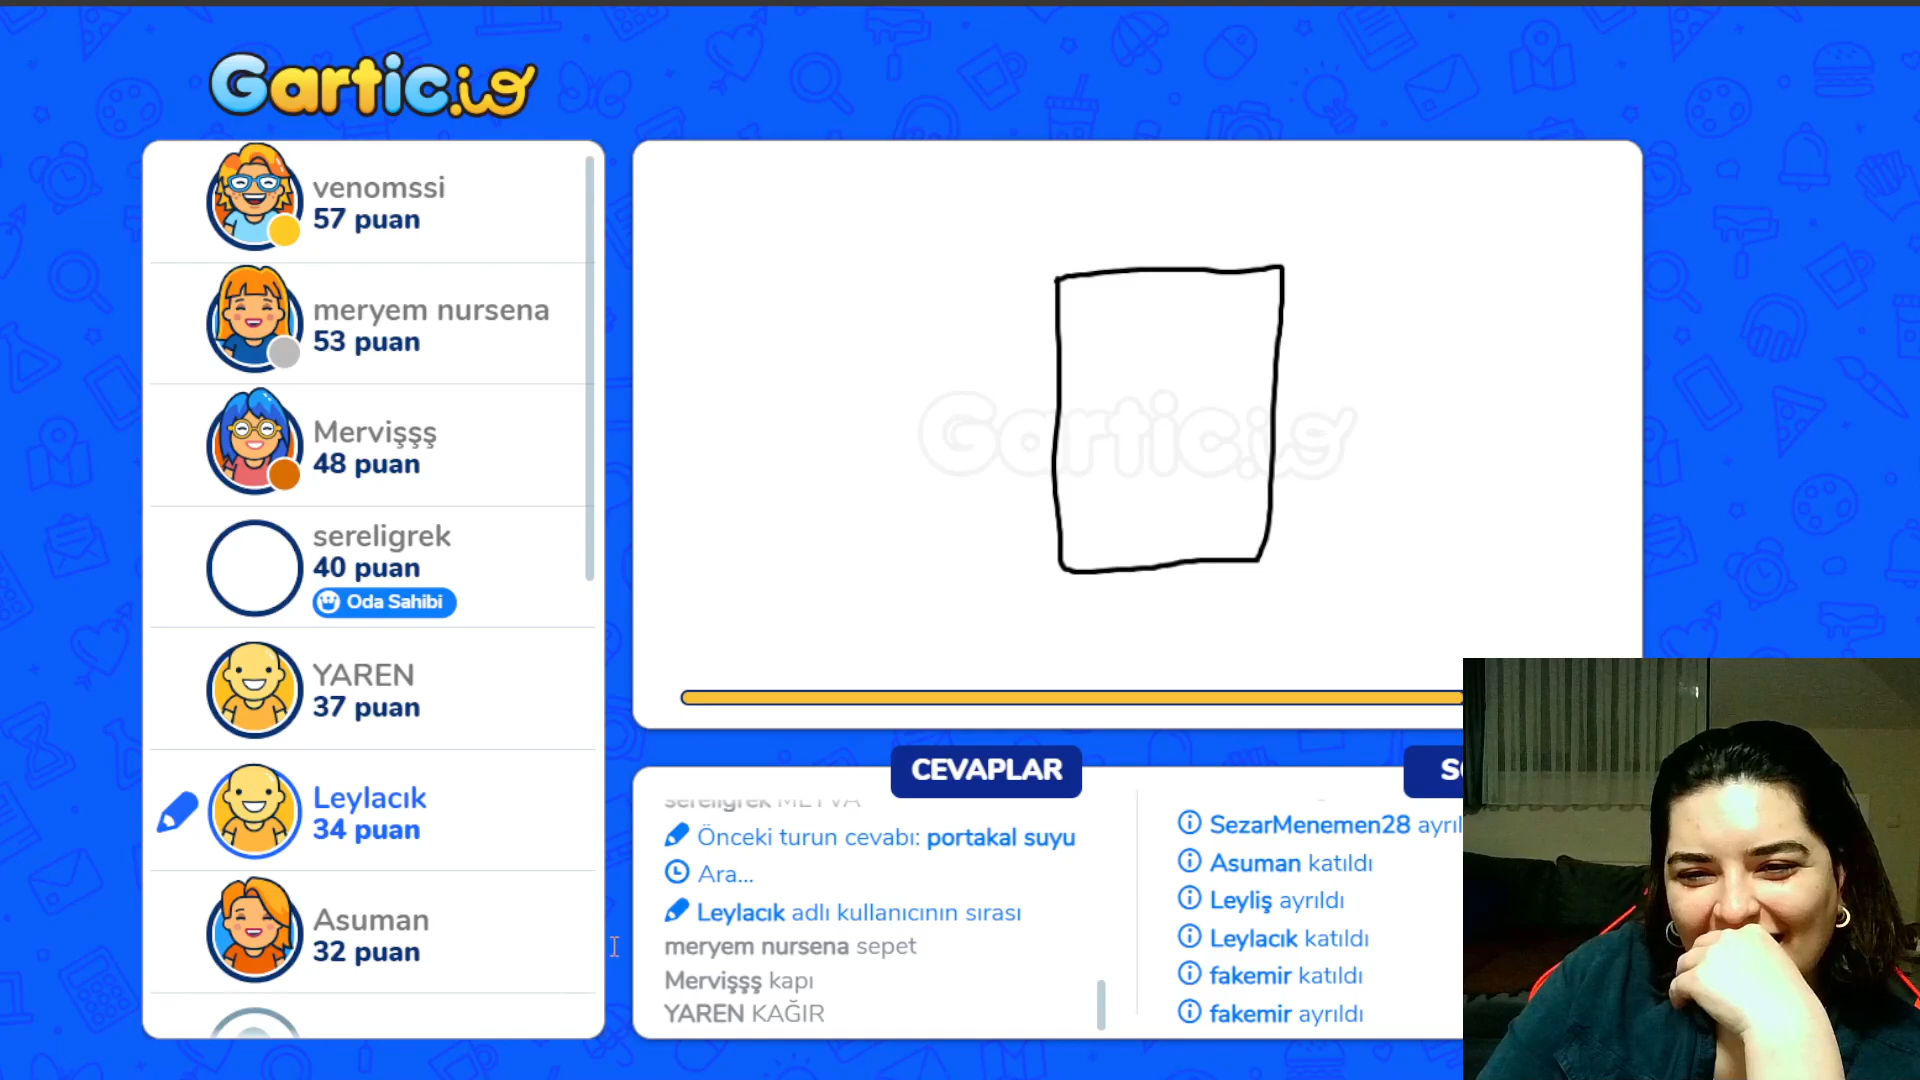 Gartic.io
venomssi
57 puan
meryem nursena
53 puan
Mervişşş
48 puan
sereligrek
40 puan
Oda Sahibi
YAREN
37 puan
Leylacık
34 puan
Asuman
32 puan
Gartic.io
CEVAPLAR
sereligrek MEYVA
Önceki turun cevabı: portakal suyu
Ara...
Leylacık adlı kullanıcının sırası
meryem nursena sepet
Mervişşş kapı
YAREN KAĞIR
SezarMenemen28 ayrıl
Asuman katıldı
Leyliş ayrıldı
Leylacık katıldı
fakemir katıldı
fakemir ayrıldı